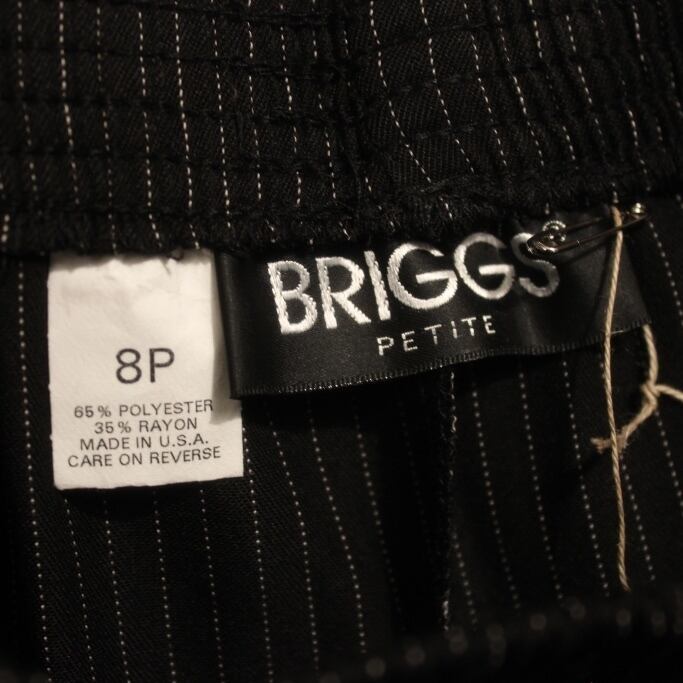 BRIGGS
PETITE
8P
65% POLYESTER
35% RAYON
MADE IN U.S.A.
CARE ON REVERSE